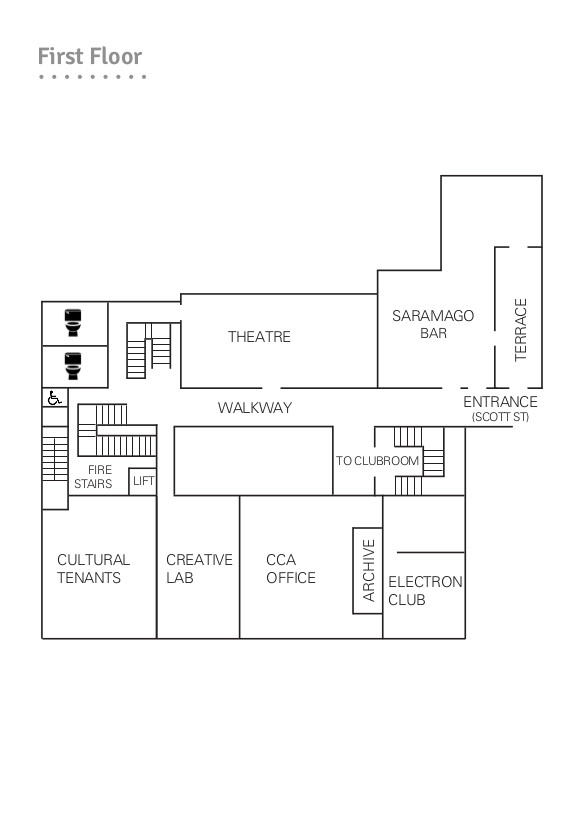 First Floor
SARAMAGO
BAR
TERRACE
THEATRE
WALKWAY
ENTRANCE
(SCOTT ST)
TO CLUBROOM
FIRE
STAIRS
LIFT
CULTURAL
TENANTS
CREATIVE
LAB
CCA
OFFICE
ARCHIVE
ELECTRON
CLUB